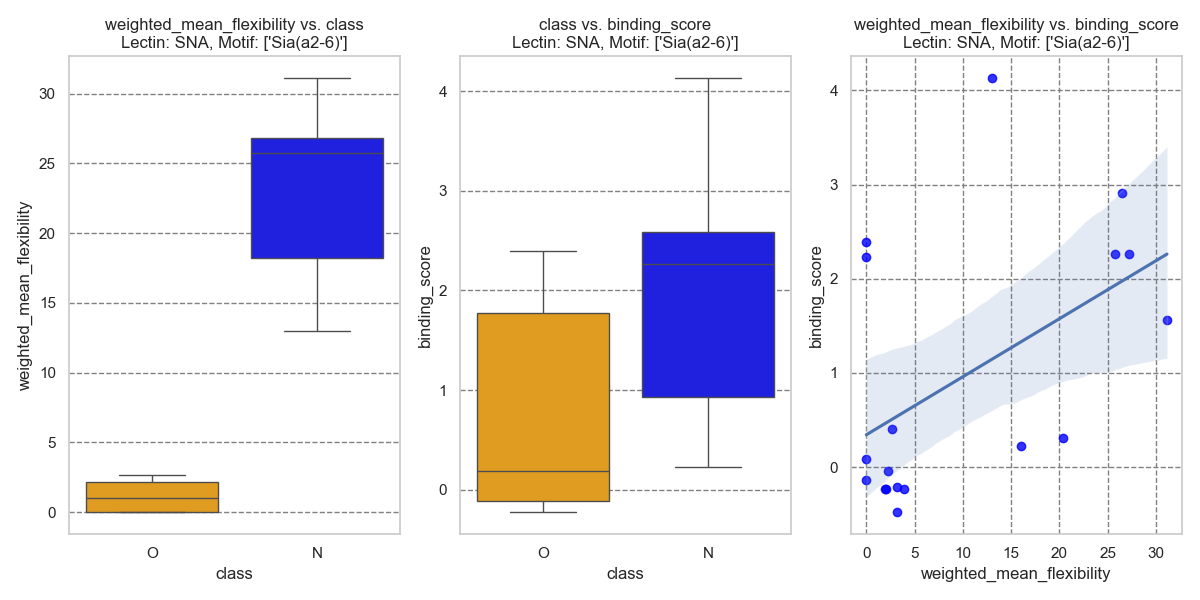 weighted_mean_flexibility vs. class
Lectin: SNA, Motif: ['Sia(a2-6)']
weighted_mean_flexibility
30
25
20
15
10
5
0
O
N
class
class vs. binding_score
Lectin: SNA, Motif: ['Sia(a2-6)']
binding_score
4
3
2
1
0
O
N
class
weighted_mean_flexibility vs. binding_score
Lectin: SNA, Motif: ['Sia(a2-6)']
binding_score
4
3
2
1
0
0
5
10
15
20
25
30
weighted_mean_flexibility